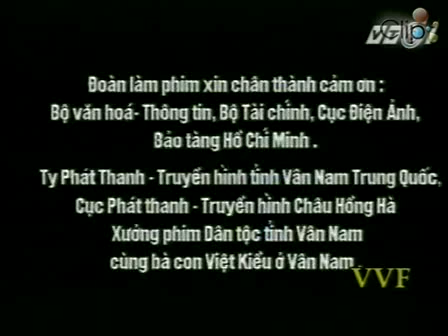 Đoàn làm phim xin chân thành cảm ơn :
Bộ văn hoá- Thông tin, Bộ Tài chính, Cục Điện Ảnh,
Bảo tàng Hồ Chí Minh .
Ty Phát Thanh - Truyền hình tỉnh Vân Nam Trung Quốc,
Cục Phát thanh - Truyền hình Châu Hồng Hà
Xưởng phim Dân tộc tỉnh Vân Nam
cùng bà con Việt Kiều ở Vân Nam .
VVF